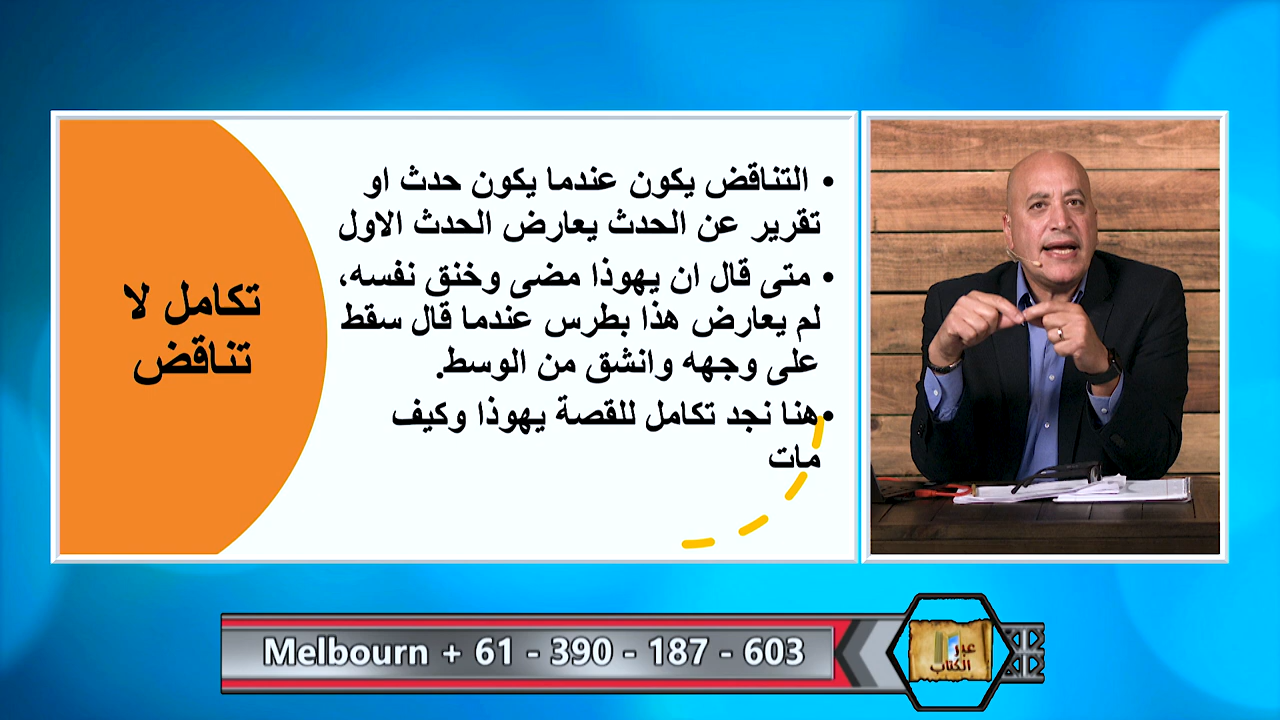 • التناقض يكون عندما يكون حدث او
تقرير عن الحدث يعارض الحدث الاول
• متى قال ان يهوذا مضى وخنق نفسه،
لم يعارض هذا بطرس عندما قال سقط
على وجهه وانشق من الوسط.
• هنا نجد تكامل للقصة يهوذا وكيف
مات
تكامل لا
تناقض
Melbourn + 61 - 390 - 187 - 603
عبر
الكتاب